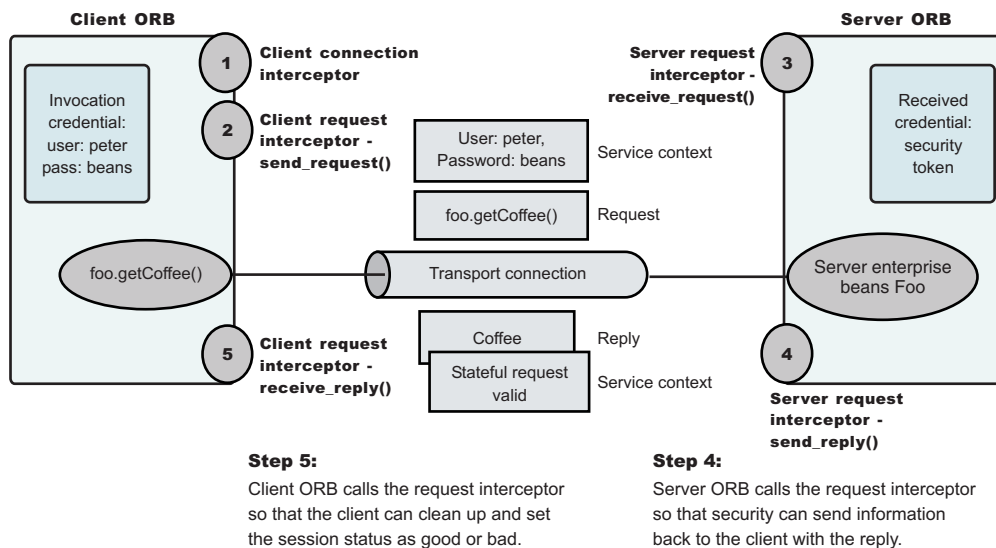 Client ORB
Server ORB
1
Client connection
interceptor
Server request
interceptor -
receive_request()
3
Invocation
credential:
user: peter
pass: beans
2
Client request
interceptor -
send_request()
User: peter,
Password: beans
Service context
Received
credential:
security
token
foo.getCoffee()
Request
foo.getCoffee()
Transport connection
Server enterprise
beans Foo
5
Client request
interceptor -
receive_reply()
Coffee
Reply
Stateful request
valid
Service context
4
Server request
interceptor -
send_reply()
Step 5:
Client ORB calls the request interceptor
so that the client can clean up and set
the session status as good or bad.
Step 4:
Server ORB calls the request interceptor
so that security can send information
back to the client with the reply.